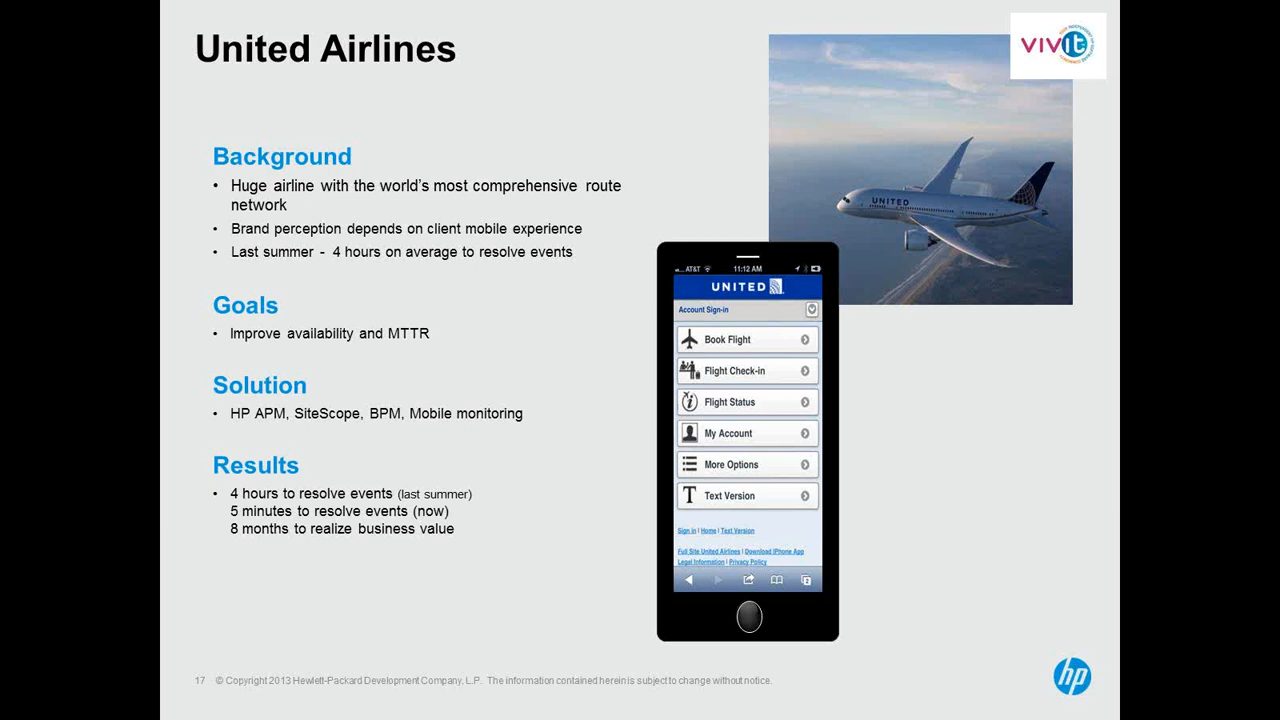 United Airlines
VIVit
Background
• Huge airline with the world's most comprehensive route
network
• Brand perception depends on client mobile experience
• Last summer - 4 hours on average to resolve events
Goals
• Improve availability and MTTR
Solution
• HP APM, SiteScope, BPM, Mobile monitoring
Results
• 4 hours to resolve events (last summer)
5 minutes to resolve events (now)
8 months to realize business value
UNITED
AT&T 11:12 AM
UNITED
Account Sign-in
Book Flight
Flight Check-in
Flight Status
My Account
More Options
T Text Version
Sign in | Home | Text Version
Full Site United Airlines | Download iPhone App
Legal Information | Privacy Policy
17 © Copyright 2013 Hewlett-Packard Development Company, L.P. The information contained herein is subject to change without notice.
hp